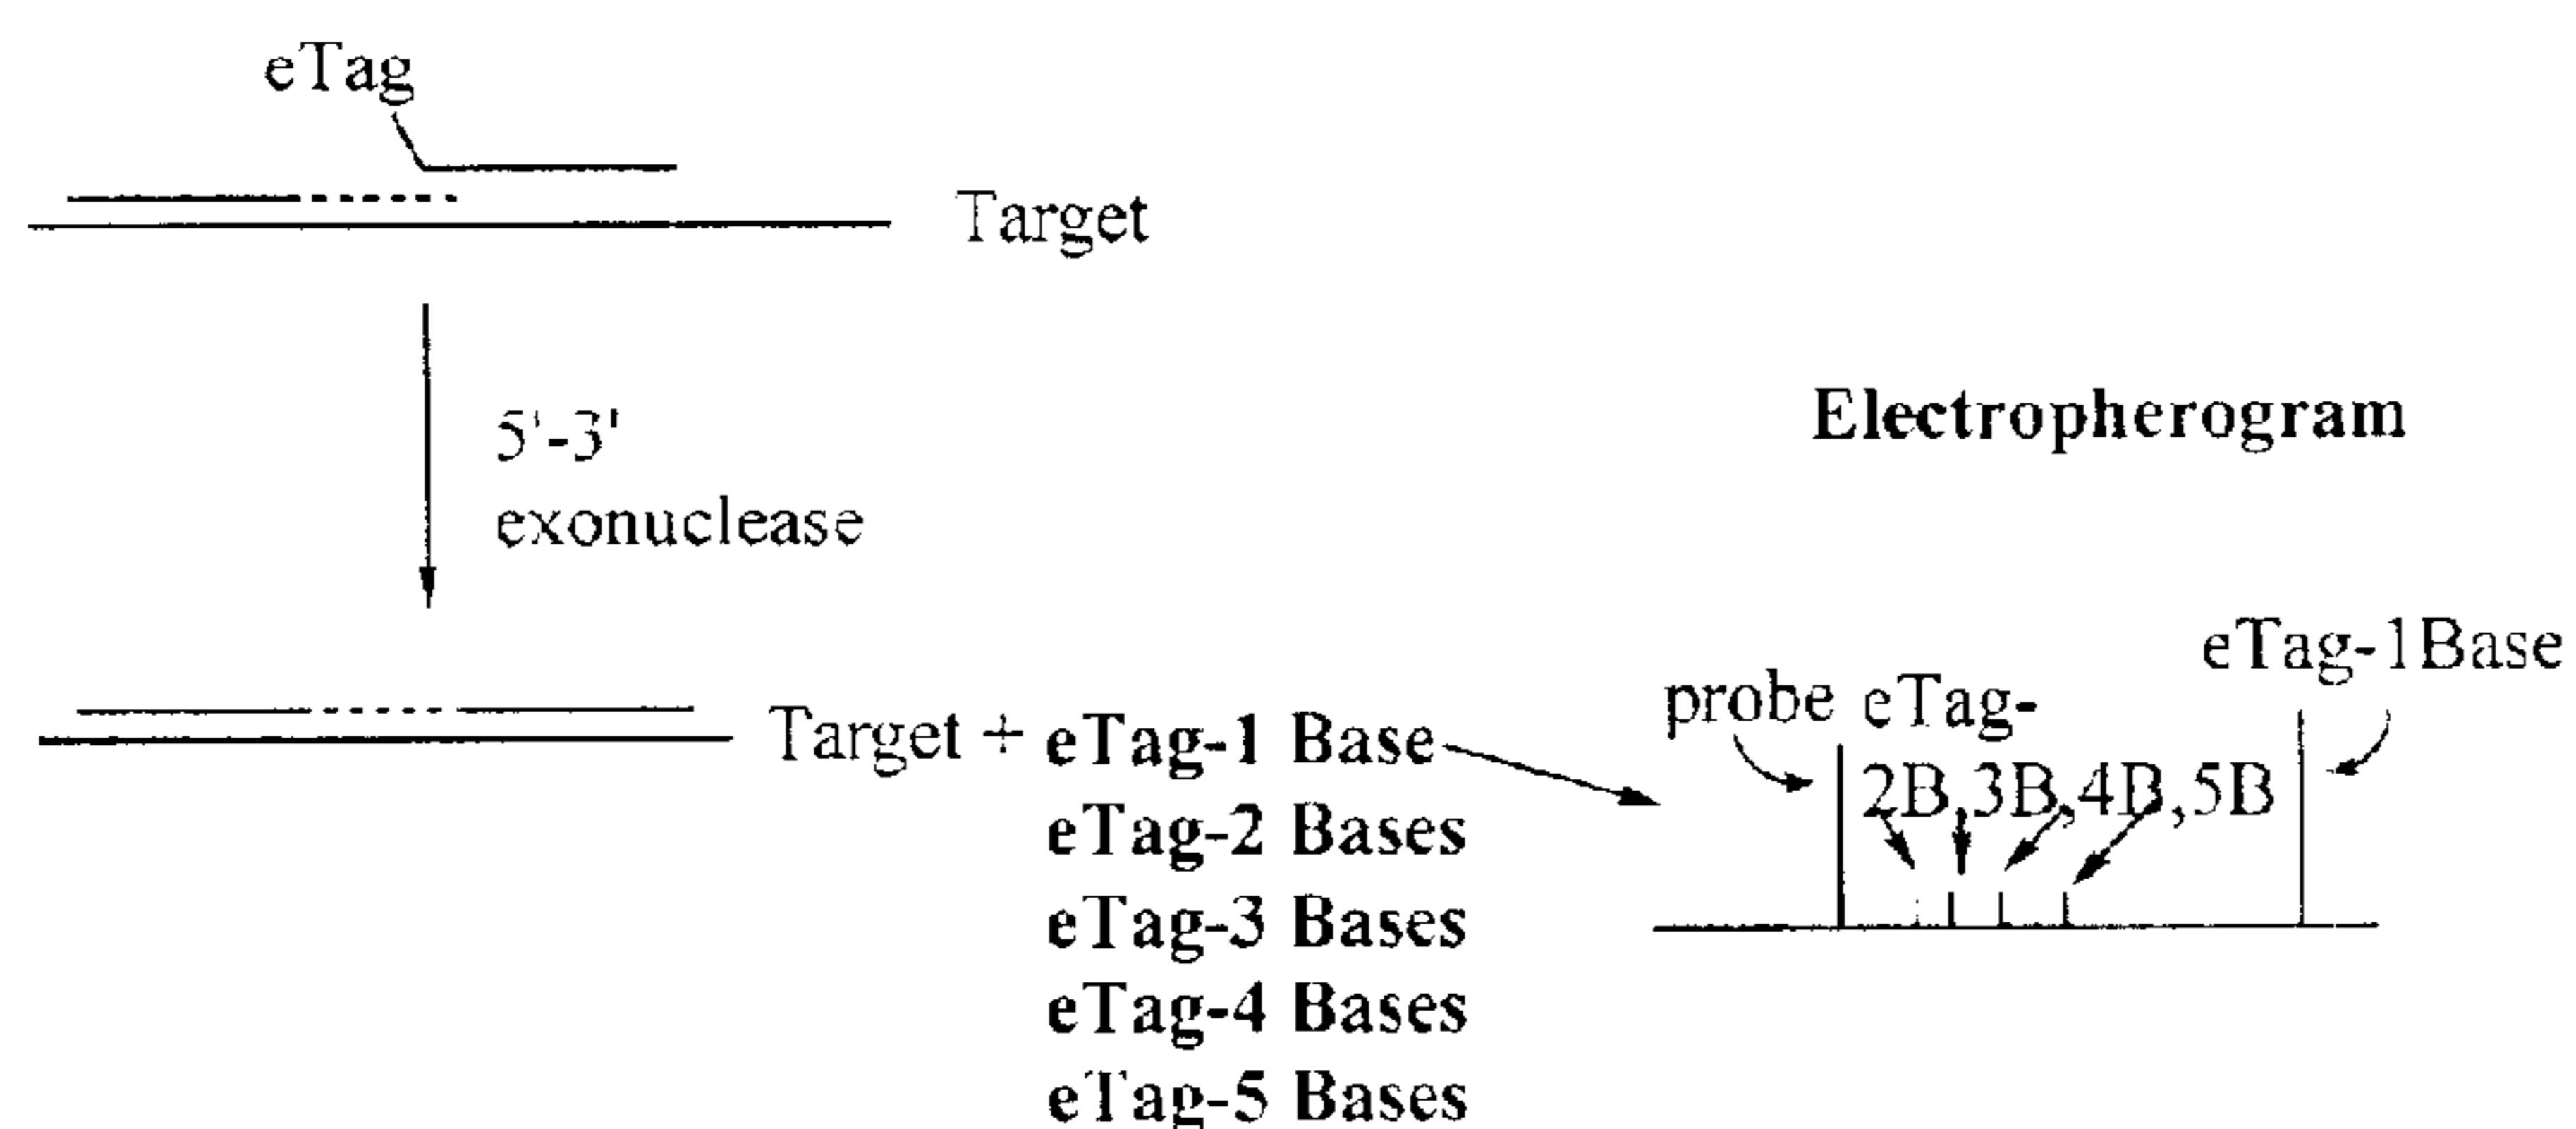 eTag
Target
5'-3'
exonuclease
Electropherogram
Target + eTag-1 Base
eTag-2 Bases
eTag-3 Bases
eTag-4 Bases
eTag-5 Bases
probe eTag-
2B,3B,4B,5B
eTag-1Base